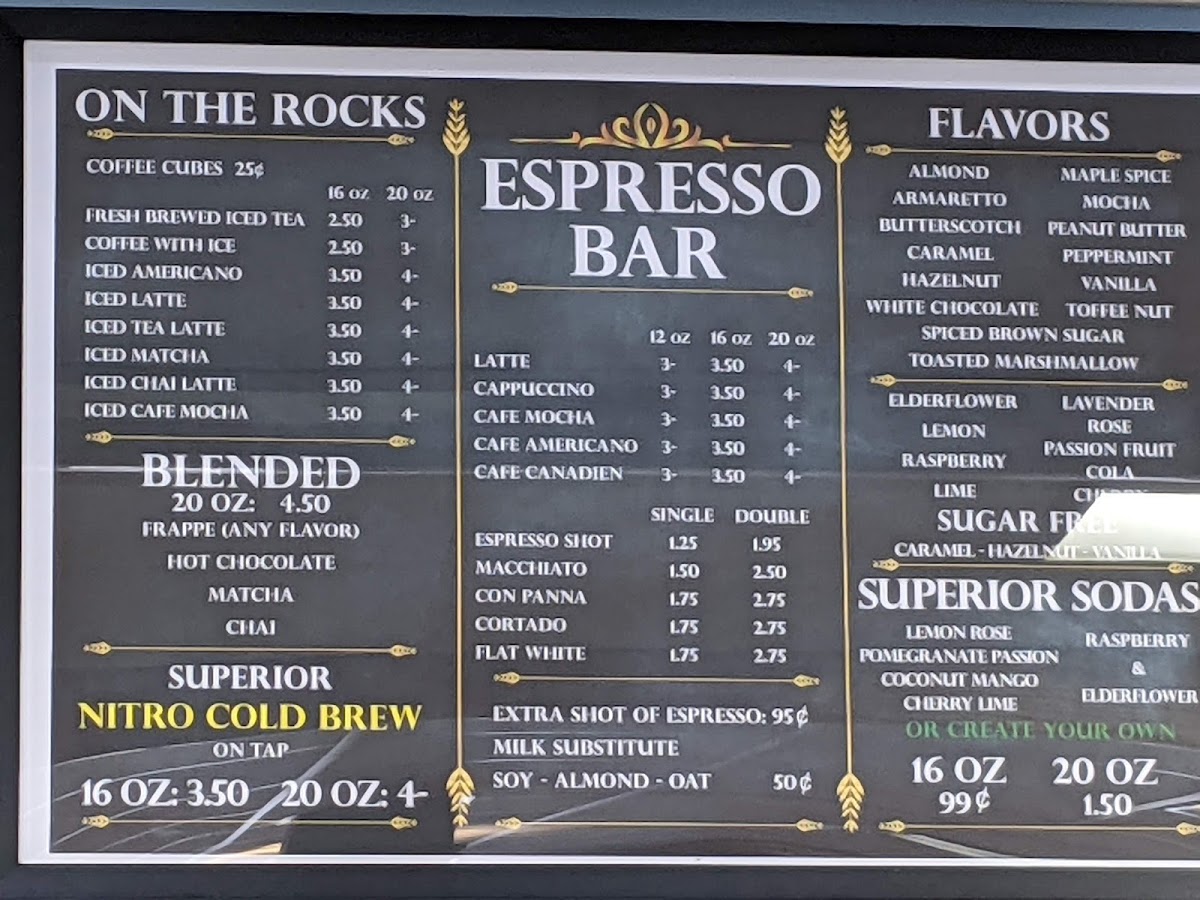 ON THE ROCKS
COFFEE CUBES 25¢
16 OZ 20 OZ
FRESH BREWED ICED TEA 2.50 3-
COFFEE WITH ICE 2.50 3-
ICED AMERICANO 3.50 4-
ICED LATTE 3.50 4-
ICED TEA LATTE 3.50 4-
ICED MATCHA 3.50 4-
ICED CHAI LATTE 3.50 4-
ICED CAFE MOCHA 3.50 4-
BLENDED
20 OZ: 4.50
FRAPPE (ANY FLAVOR)
HOT CHOCOLATE
MATCHA
CHAI
SUPERIOR
NITRO COLD BREW
ON TAP
16 OZ: 3.50 20 OZ: 4-
ESPRESSO
BAR
12 OZ 16 OZ 20 OZ
LATTE 3- 3.50 4-
CAPPUCCINO 3- 3.50 4-
CAFE MOCHA 3- 3.50 4-
CAFE AMERICANO 3- 3.50 4-
CAFE CANADIEN 3- 3.50 4-
SINGLE DOUBLE
ESPRESSO SHOT 1.25 1.95
MACCHIATO 1.50 2.50
CON PANNA 1.75 2.75
CORTADO 1.75 2.75
FLAT WHITE 1.75 2.75
EXTRA SHOT OF ESPRESSO: 95¢
MILK SUBSTITUTE
SOY - ALMOND - OAT 50¢
FLAVORS
ALMOND MAPLE SPICE
ARMARETTO MOCHA
BUTTERSCOTCH PEANUT BUTTER
CARAMEL PEPPERMINT
HAZELNUT VANILLA
WHITE CHOCOLATE TOFFEE NUT
SPICED BROWN SUGAR
TOASTED MARSHMALLOW
ELDERFLOWER LAVENDER
ROSE
LEMON
PASSION FRUIT
RASPBERRY
COLA
LIME CHERRY
SUGAR FREE
CARAMEL - HAZELNUT - VANILLA
SUPERIOR SODAS
LEMON ROSE RASPBERRY
POMEGRANATE PASSION &
COCONUT MANGO ELDERFLOWER
CHERRY LIME
OR CREATE YOUR OWN
16 OZ 20 OZ
99¢ 1.50